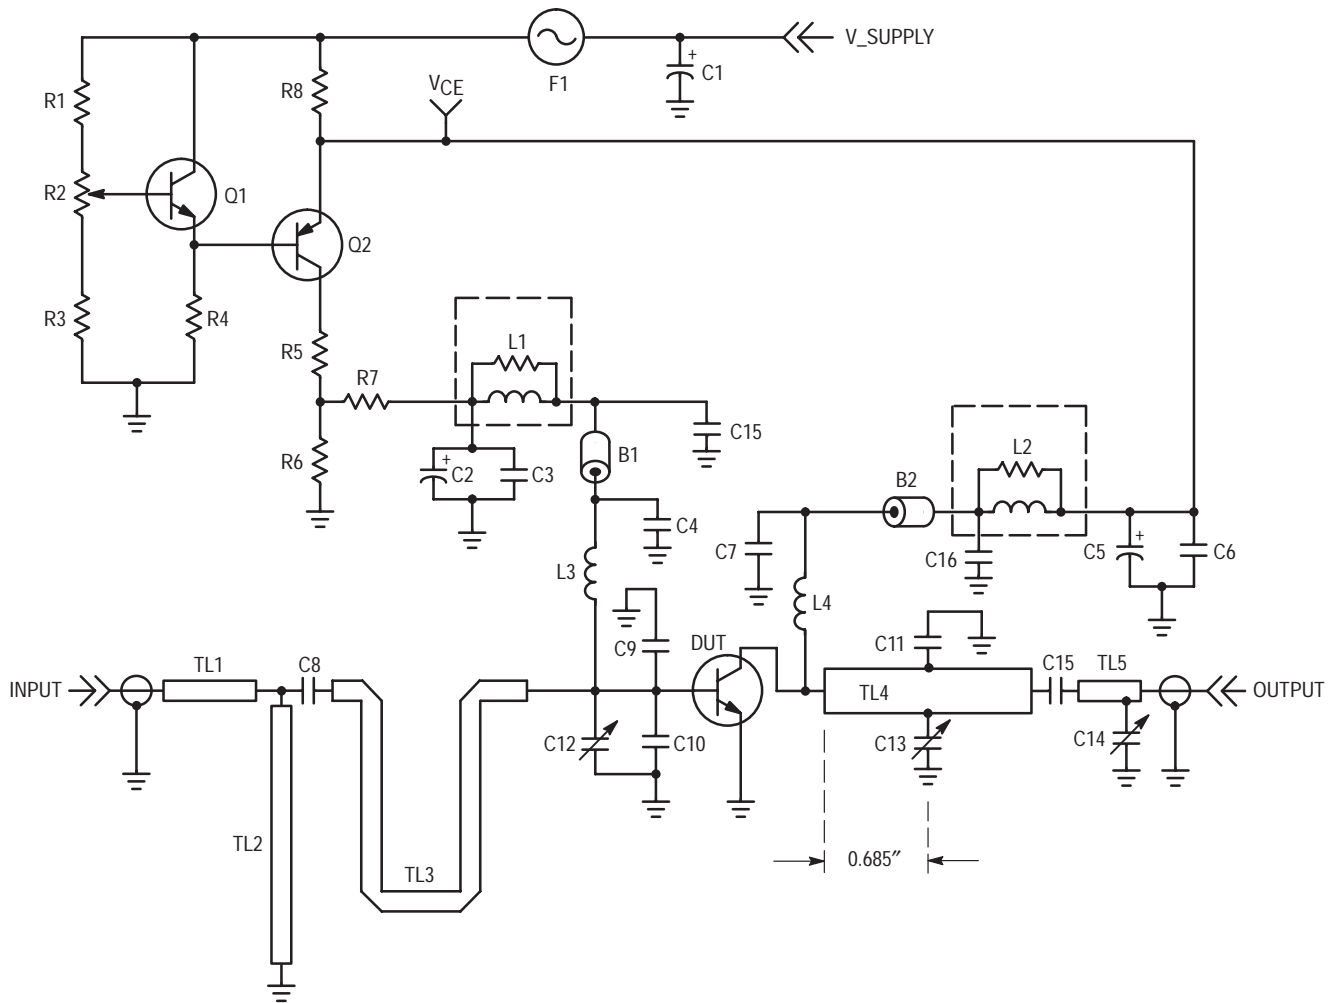 V_SUPPLY
F1
+
C1
R1
R8
VCE
R2
Q1
Q2
R3
R4
R5
L1
R7
R6
+
C2
C3
B1
C15
C4
L3
C9
DUT
B2
L2
C7
C16
C5
+
C6
L4
C11
INPUT
TL1
C8
TL4
C15
TL5
OUTPUT
C12
C10
C13
C14
TL2
TL3
0.685″